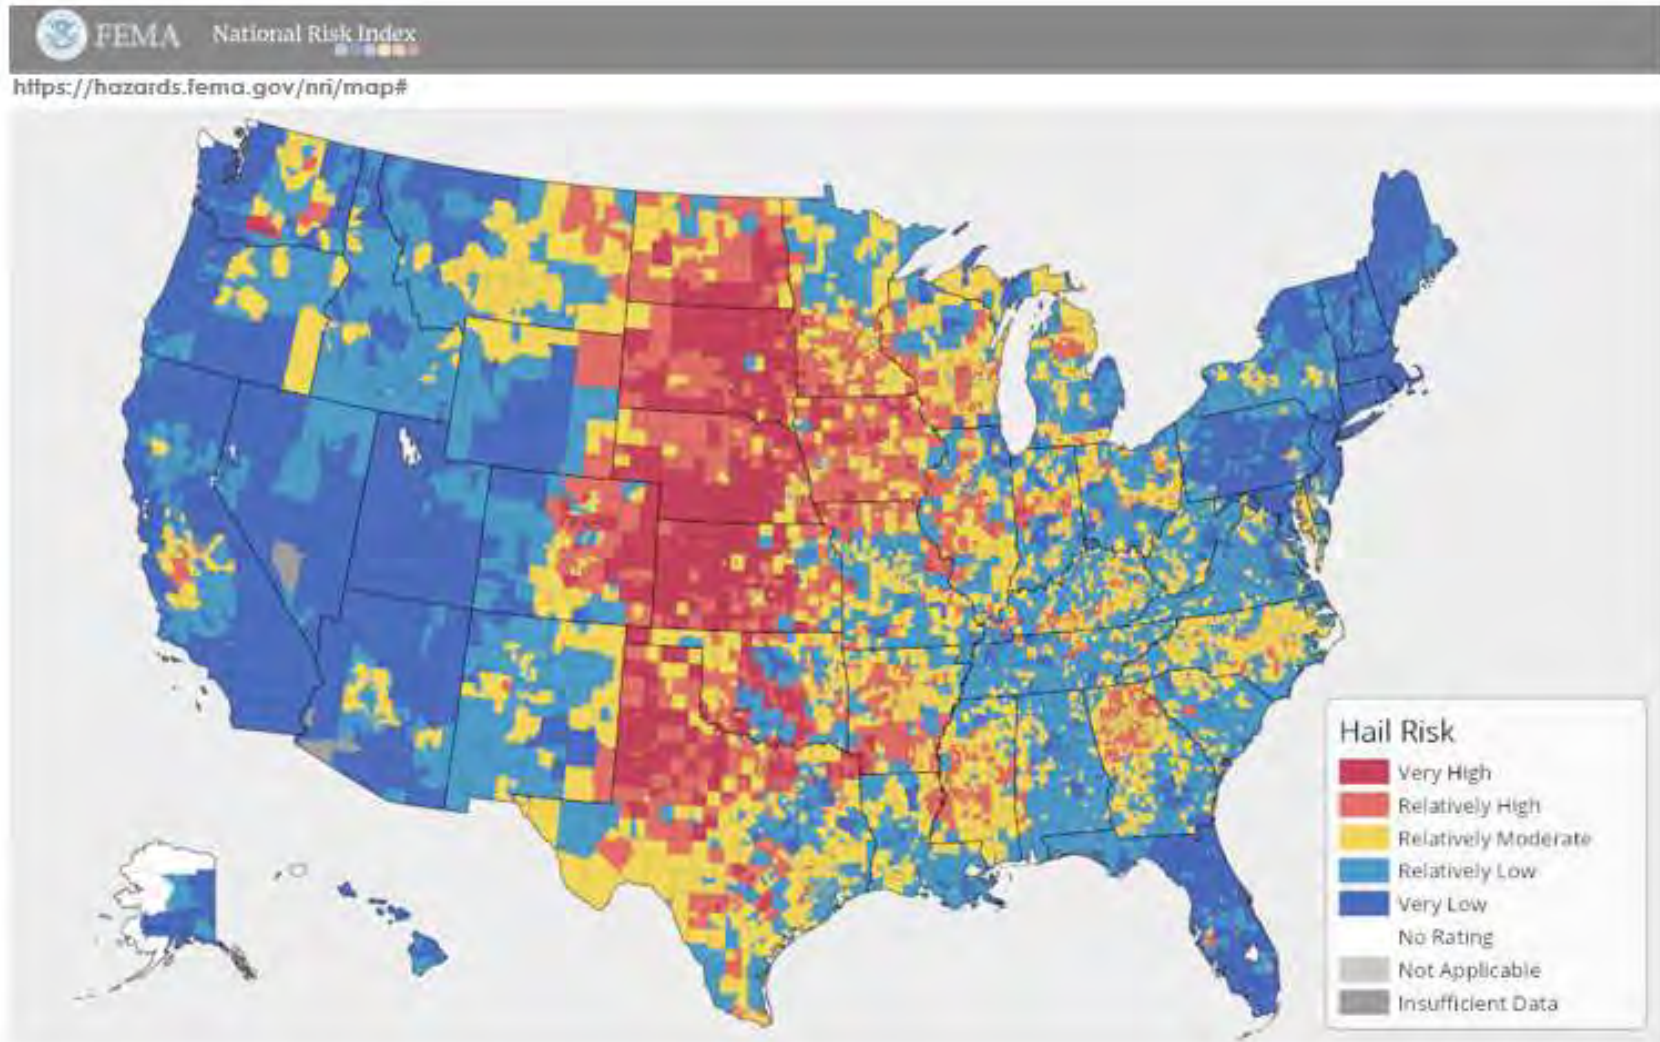 FEMA National Risk Index
https://hazards.fema.gov/nri/map#
Hail Risk
Very High
Relatively High
Relatively Moderate
Relatively Low
Very Low
No Rating
Not Applicable
Insufficient Data